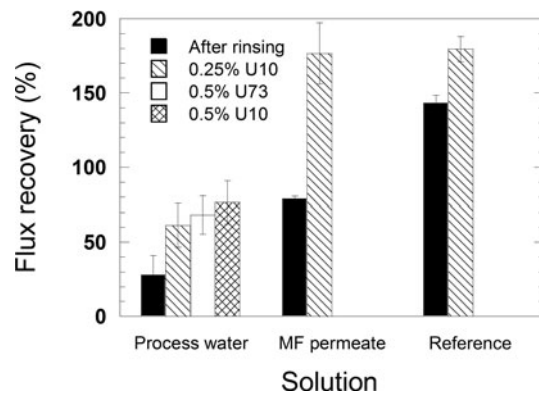 Flux recovery (%)
200
150
100
50
0
After rinsing
0.25% U10
0.5% U73
0.5% U10
Process water
MF permeate
Reference
Solution